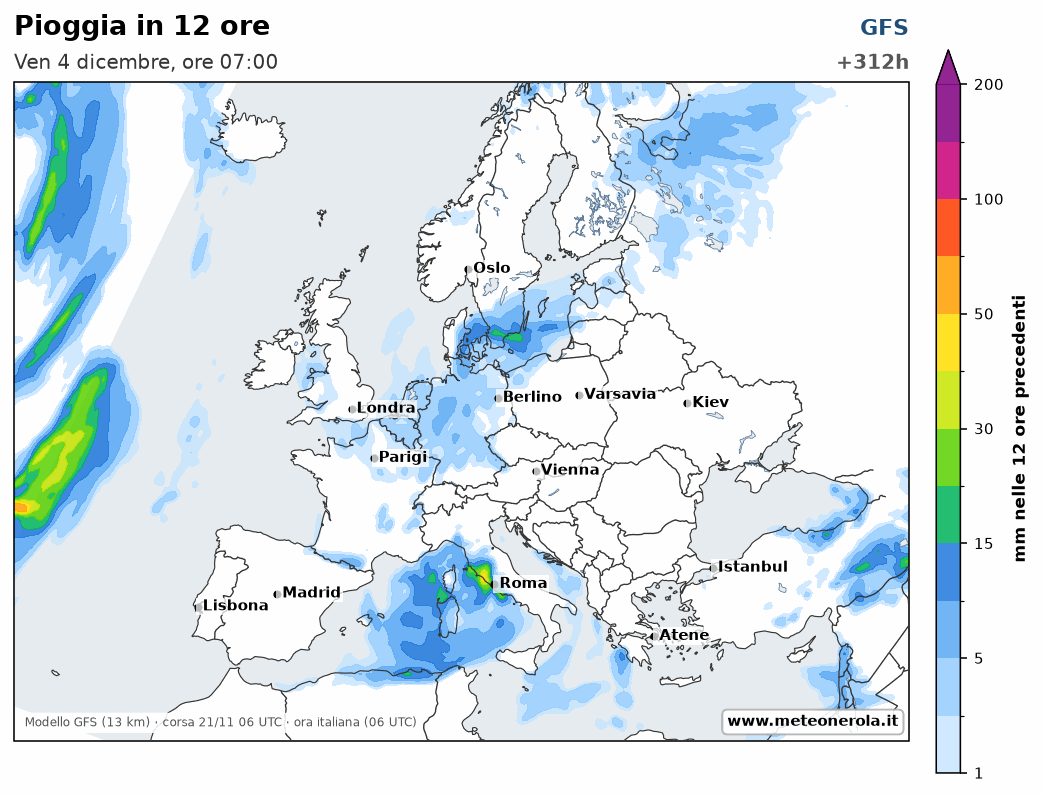 Pioggia in 12 ore
GFS
Ven 4 dicembre, ore 07:00
+312h
200
100
50
30
15
5
1
mm nelle 12 ore precedenti
Oslo
Berlino
Varsavia
Kiev
Londra
Parigi
Vienna
Istanbul
Roma
Madrid
Lisbona
Atene
Modello GFS (13 km) · corsa 21/11 06 UTC · ora italiana (06 UTC)
www.meteonerola.it